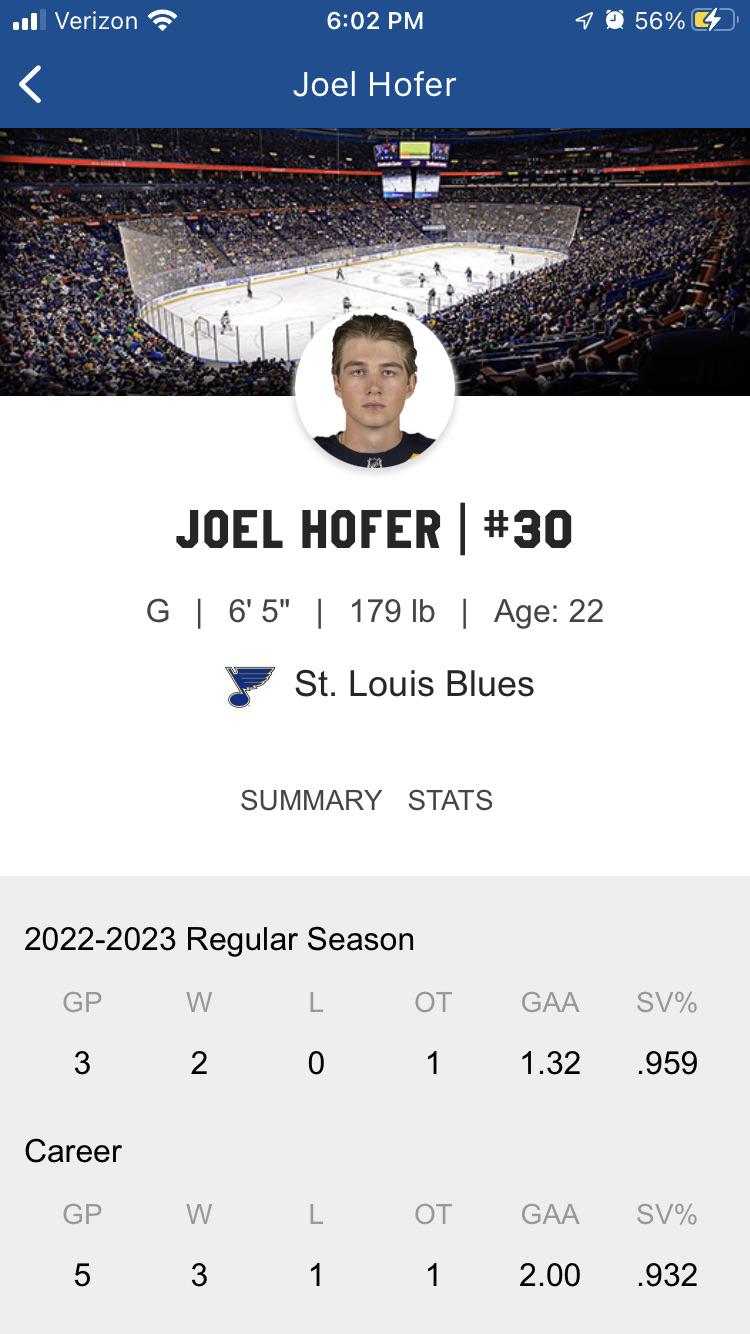 Verizon 6:02 PM 56%
Joel Hofer
JOEL HOFER | #30
G | 6' 5" | 179 lb | Age: 22
St. Louis Blues
SUMMARY STATS
2022-2023 Regular Season
GP W L OT GAA SV%
3 2 0 1 1.32 .959
Career
GP W L OT GAA SV%
5 3 1 1 2.00 .932